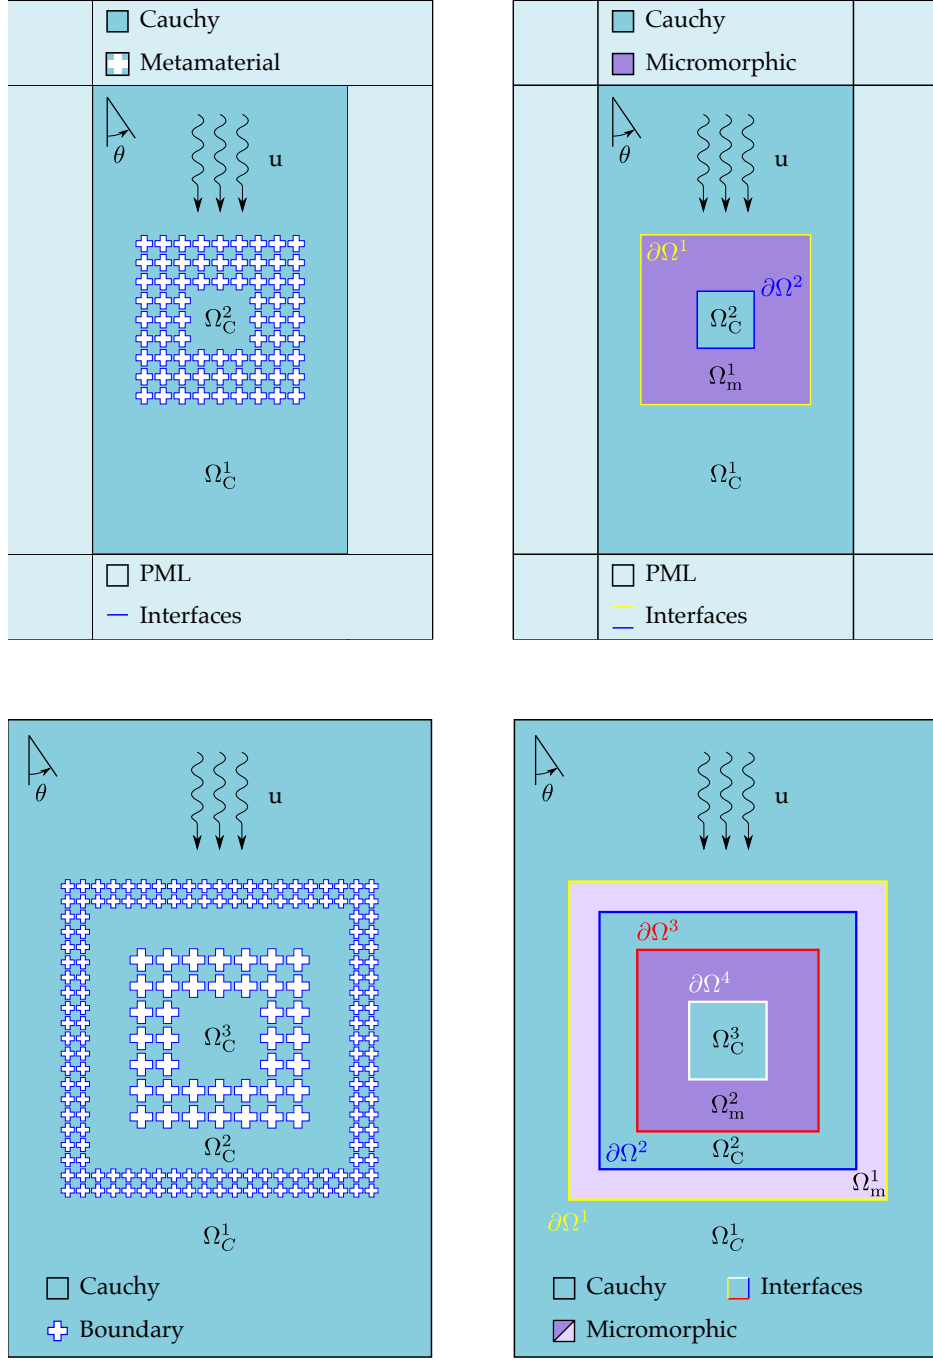 Cauchy
Metamaterial
θ
u
Ω²_C
Ω¹_C
PML
Interfaces
Cauchy
Micromorphic
θ
u
∂Ω¹
∂Ω²
Ω²_C
Ω¹_m
Ω¹_C
PML
Interfaces
θ
u
Ω³_C
Ω²_C
Ω¹_C
Cauchy
Boundary
θ
u
∂Ω³
∂Ω⁴
Ω³_C
Ω²_m
∂Ω²
Ω²_C
Ω¹_m
∂Ω¹
Ω¹_C
Cauchy
Interfaces
Micromorphic